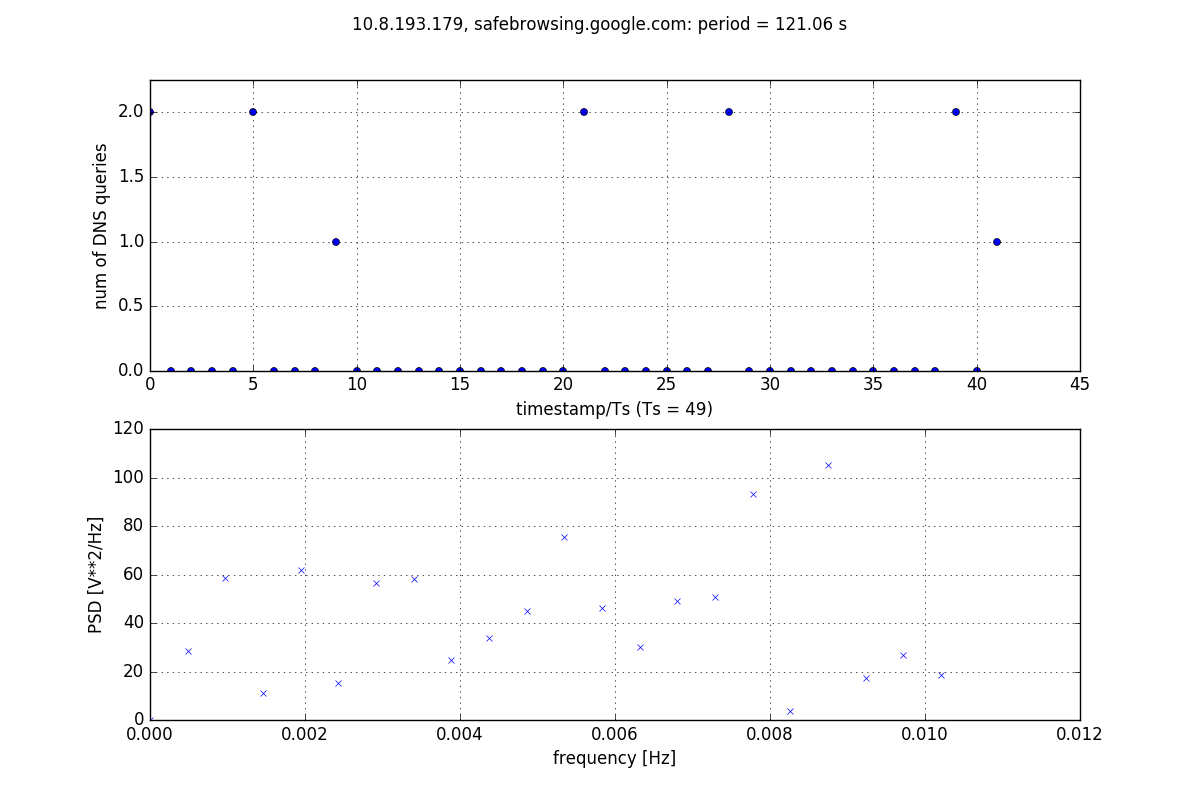 10.8.193.179, safebrowsing.google.com: period = 121.06 s
num of DNS queries
2.0
1.5
1.0
0.5
0.0
0 5 10 15 20 25 30 35 40 45
timestamp/Ts (Ts = 49)
PSD [V**2/Hz]
120
100
80
60
40
20
0
0.000 0.002 0.004 0.006 0.008 0.010 0.012
frequency [Hz]